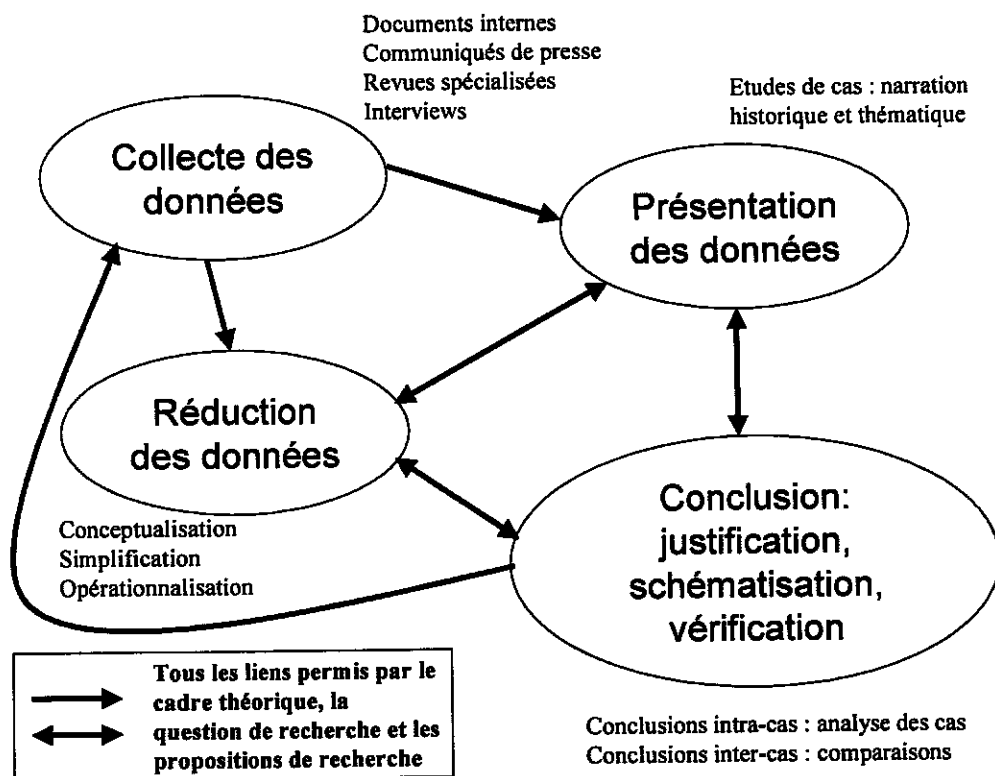 Documents internes
Communiqués de presse
Revues spécialisées
Interviews
Etudes de cas : narration
historique et thématique
Collecte des
données
Présentation
des données
Réduction
des données
Conceptualisation
Simplification
Opérationnalisation
Conclusion:
justification,
schématisation,
vérification
Tous les liens permis par le
cadre théorique, la
question de recherche et les
propositions de recherche
Conclusions intra-cas : analyse des cas
Conclusions inter-cas : comparaisons